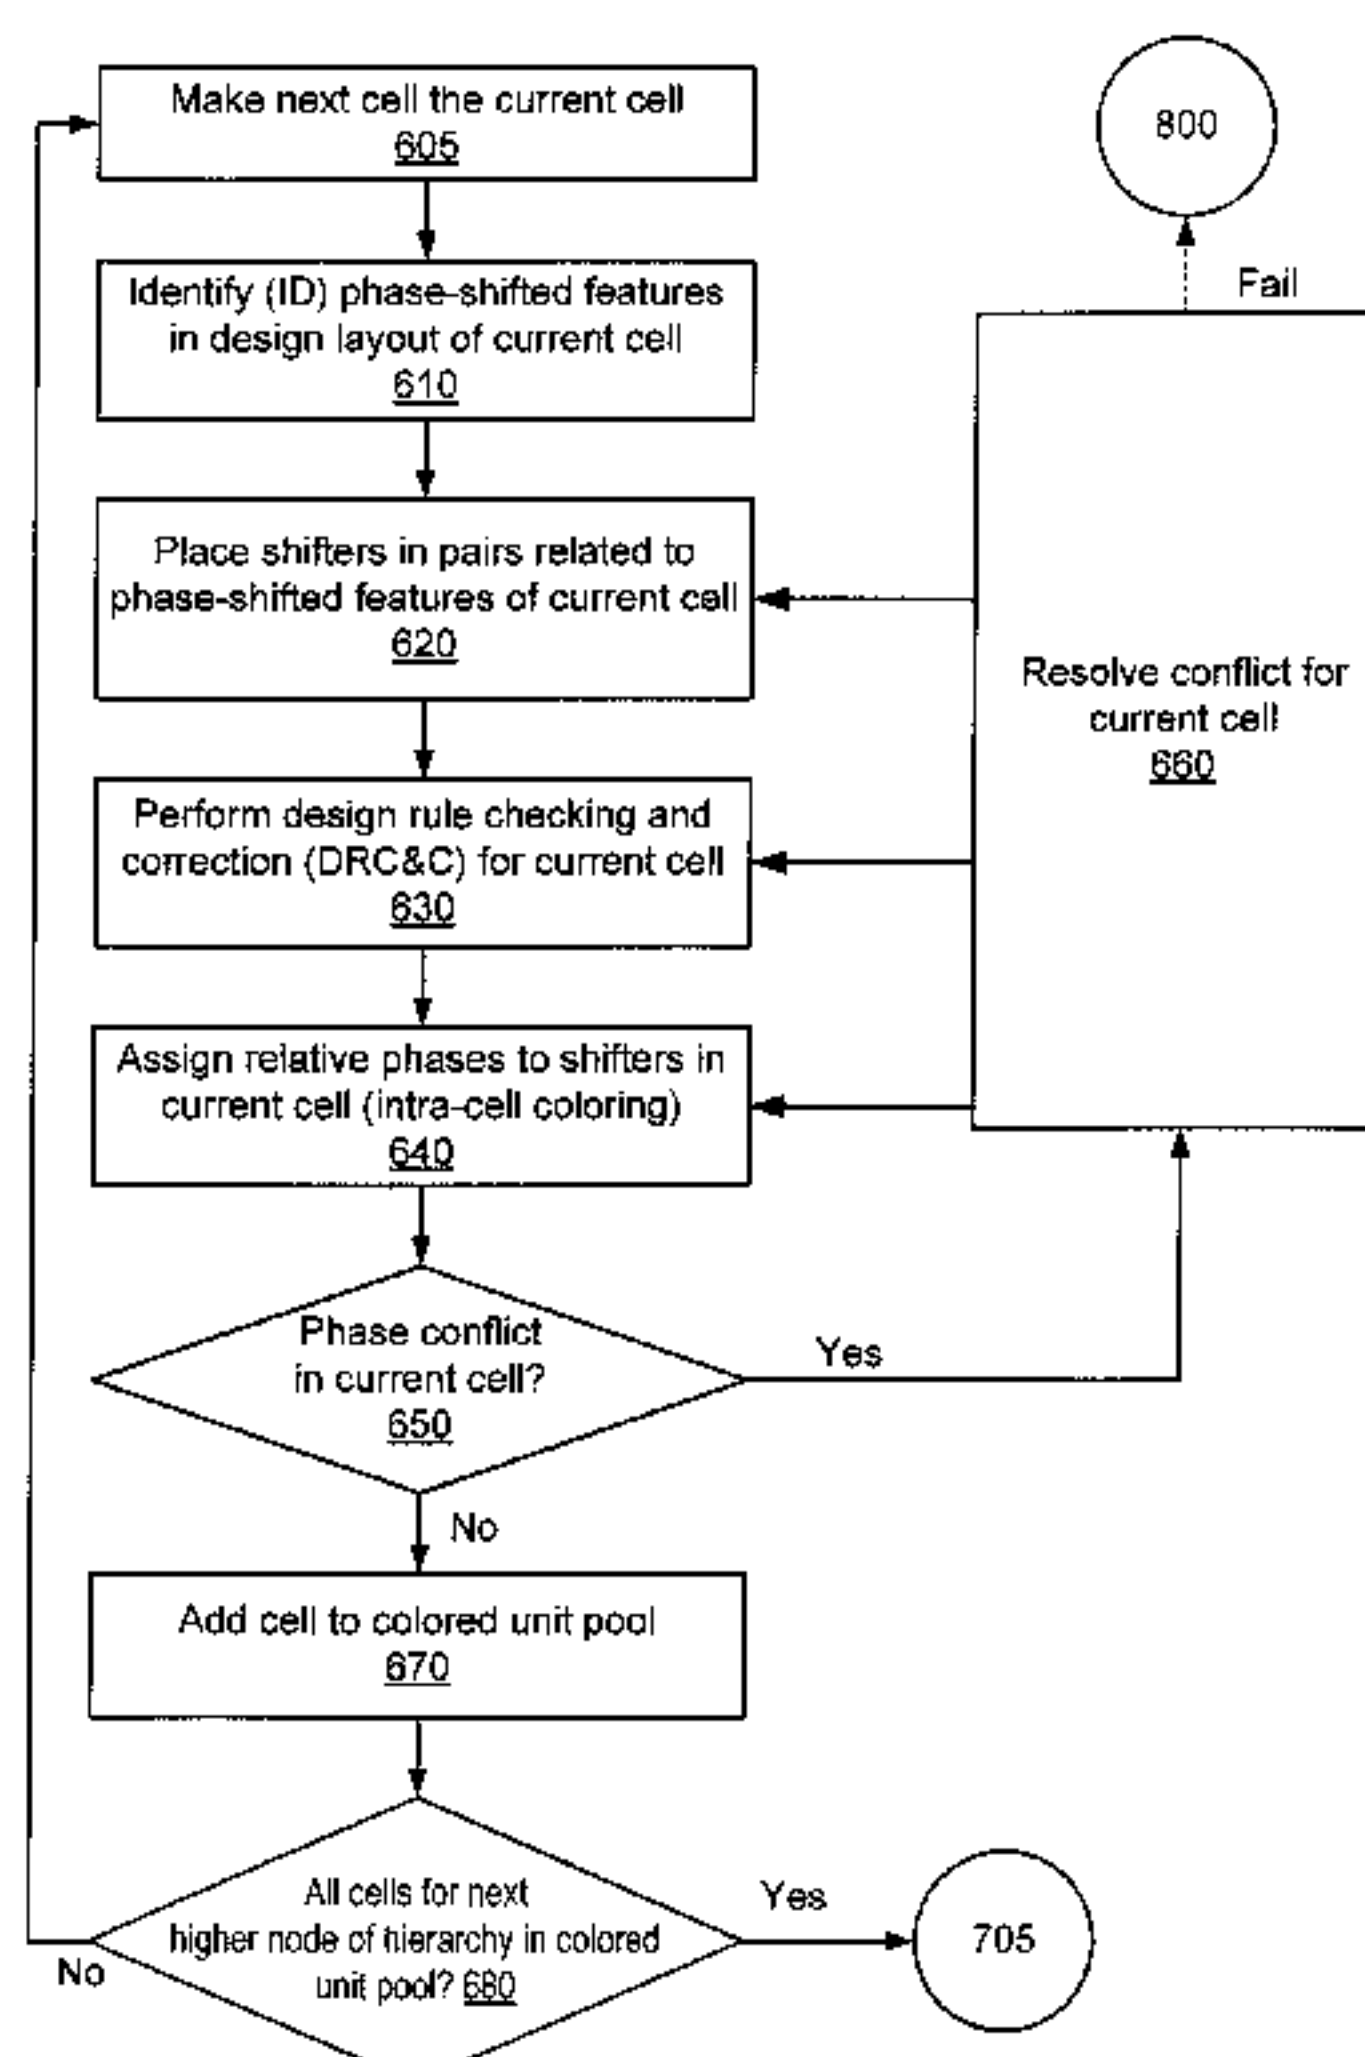 Make next cell the current cell
605
800
Fail
Identify (ID) phase-shifted features
in design layout of current cell
610
Place shifters in pairs related to
phase-shifted features of current cell
620
Resolve conflict for
current cell
660
Perform design rule checking and
correction (DRC&C) for current cell
630
Assign relative phases to shifters in
current cell (intra-cell coloring)
640
Phase conflict
in current cell?
650
Yes
No
Add cell to colored unit pool
670
All cells for next
higher node of hierarchy in colored
unit pool? 680
Yes
No
705